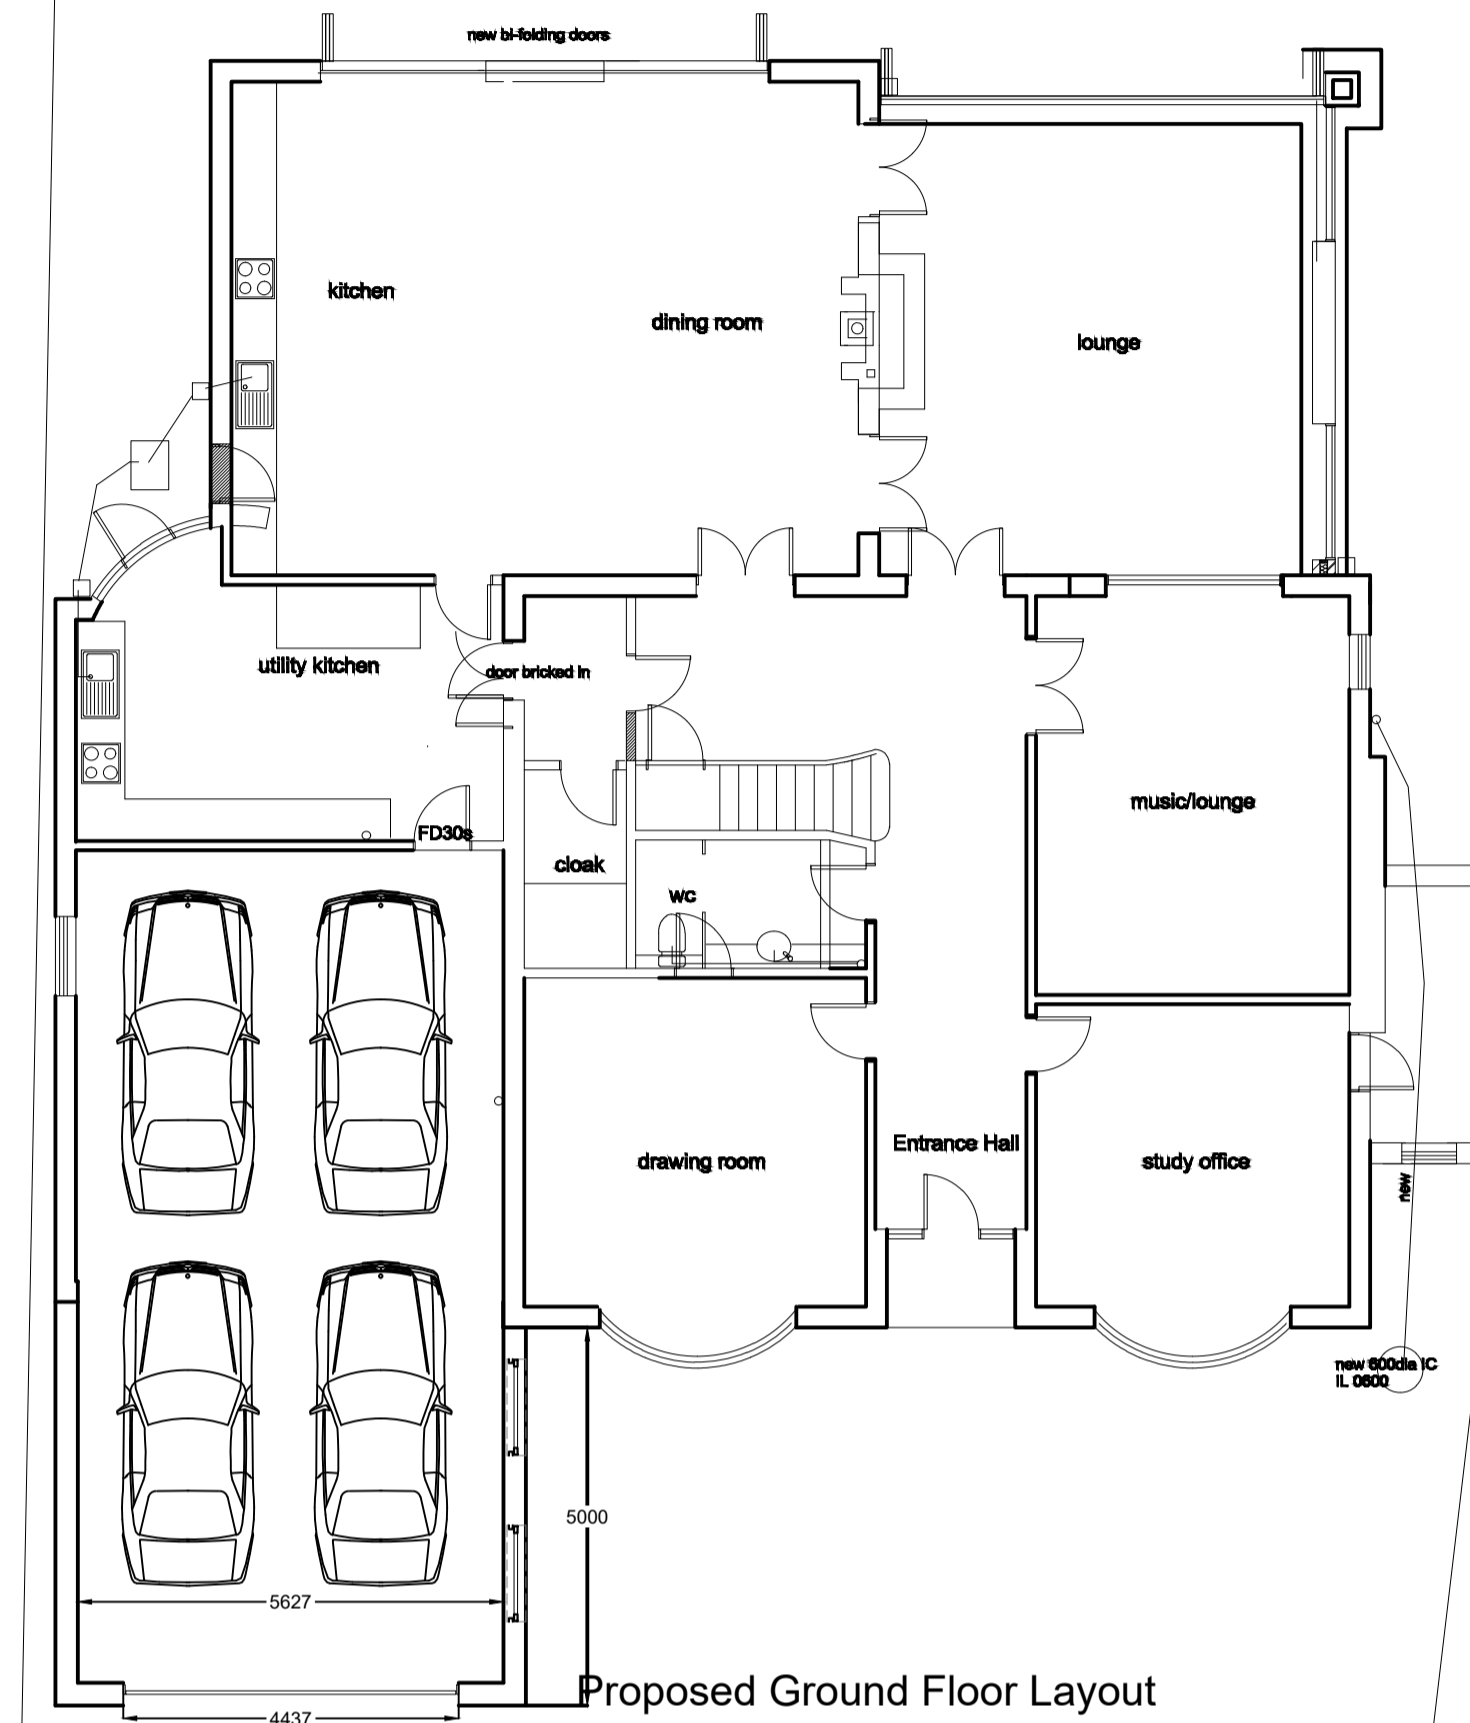 new bi-folding doors
kitchen
dining room
lounge
utility kitchen
door bricked in
music/lounge
FD30s
cloak
wc
Entrance Hall
drawing room
study office
new
new 600dia IC
IL 0600
5000
5627
Proposed Ground Floor Layout
4437